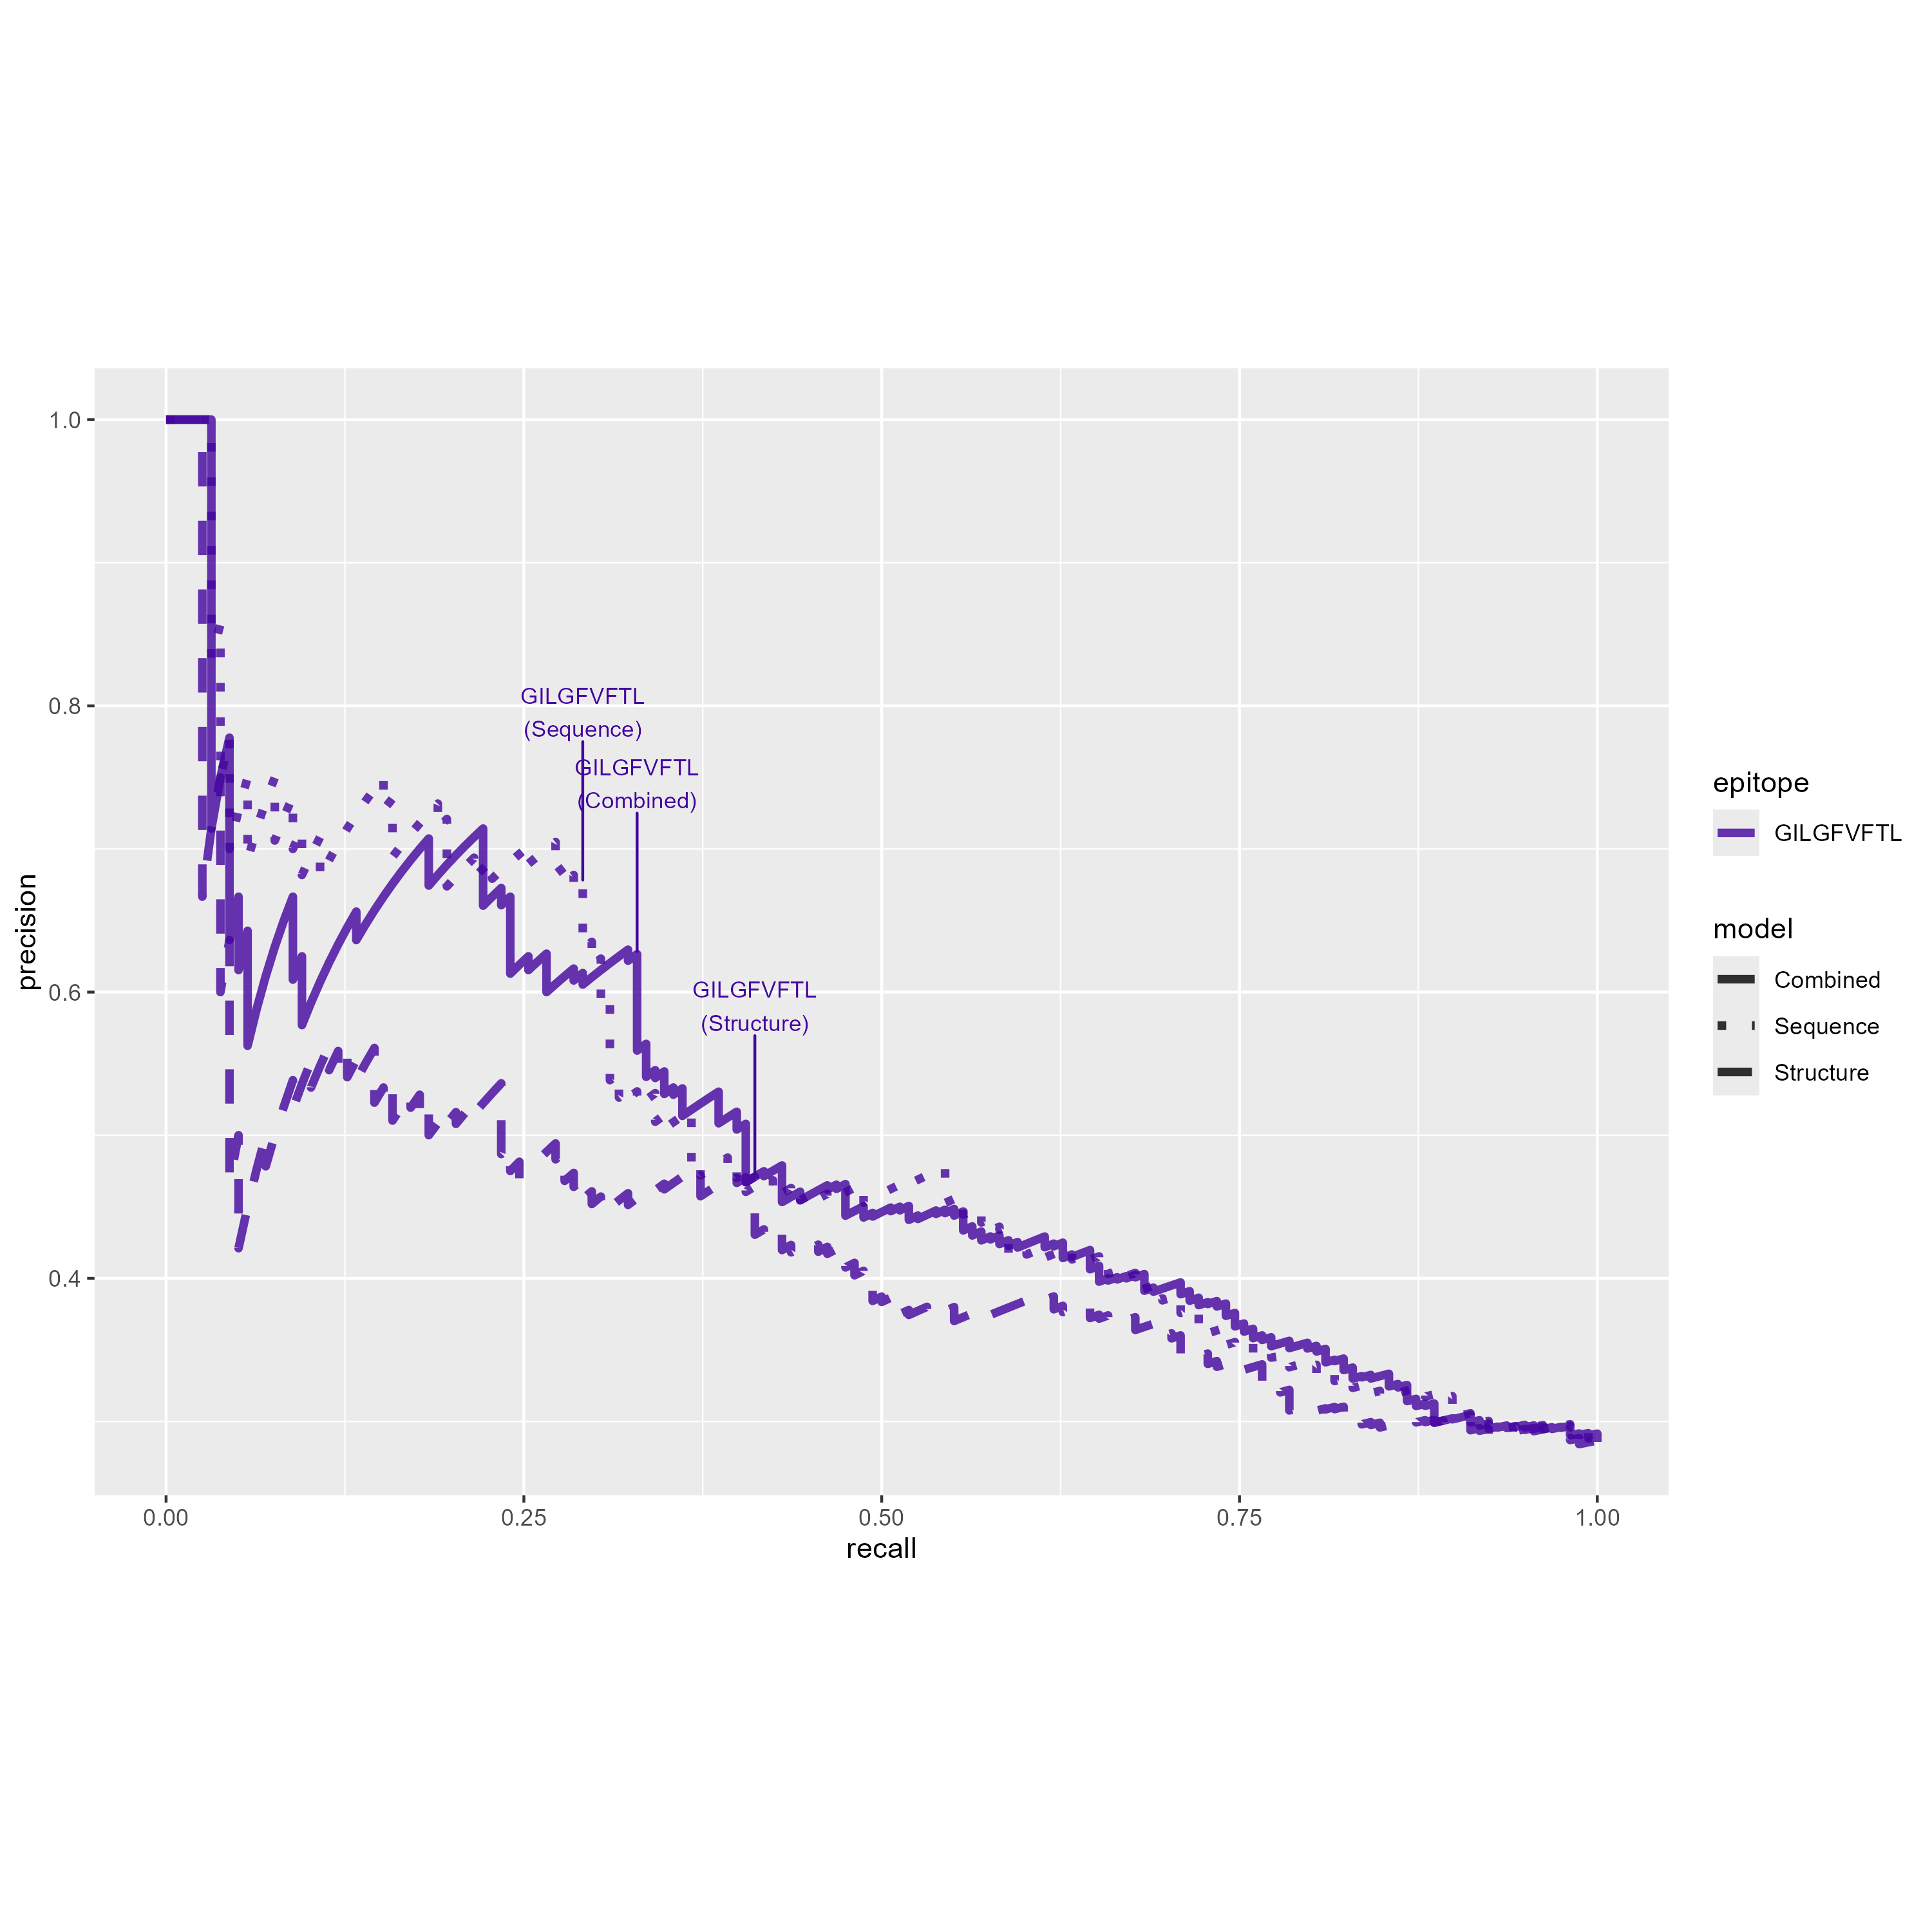 GILGFVFTL
(Sequence)
GILGFVFTL
(Combined)
GILGFVFTL
(Structure)
1.0
0.8
0.6
0.4
precision
0.00
0.25
0.50
0.75
1.00
recall
epitope
GILGFVFTL
model
Combined
Sequence
Structure